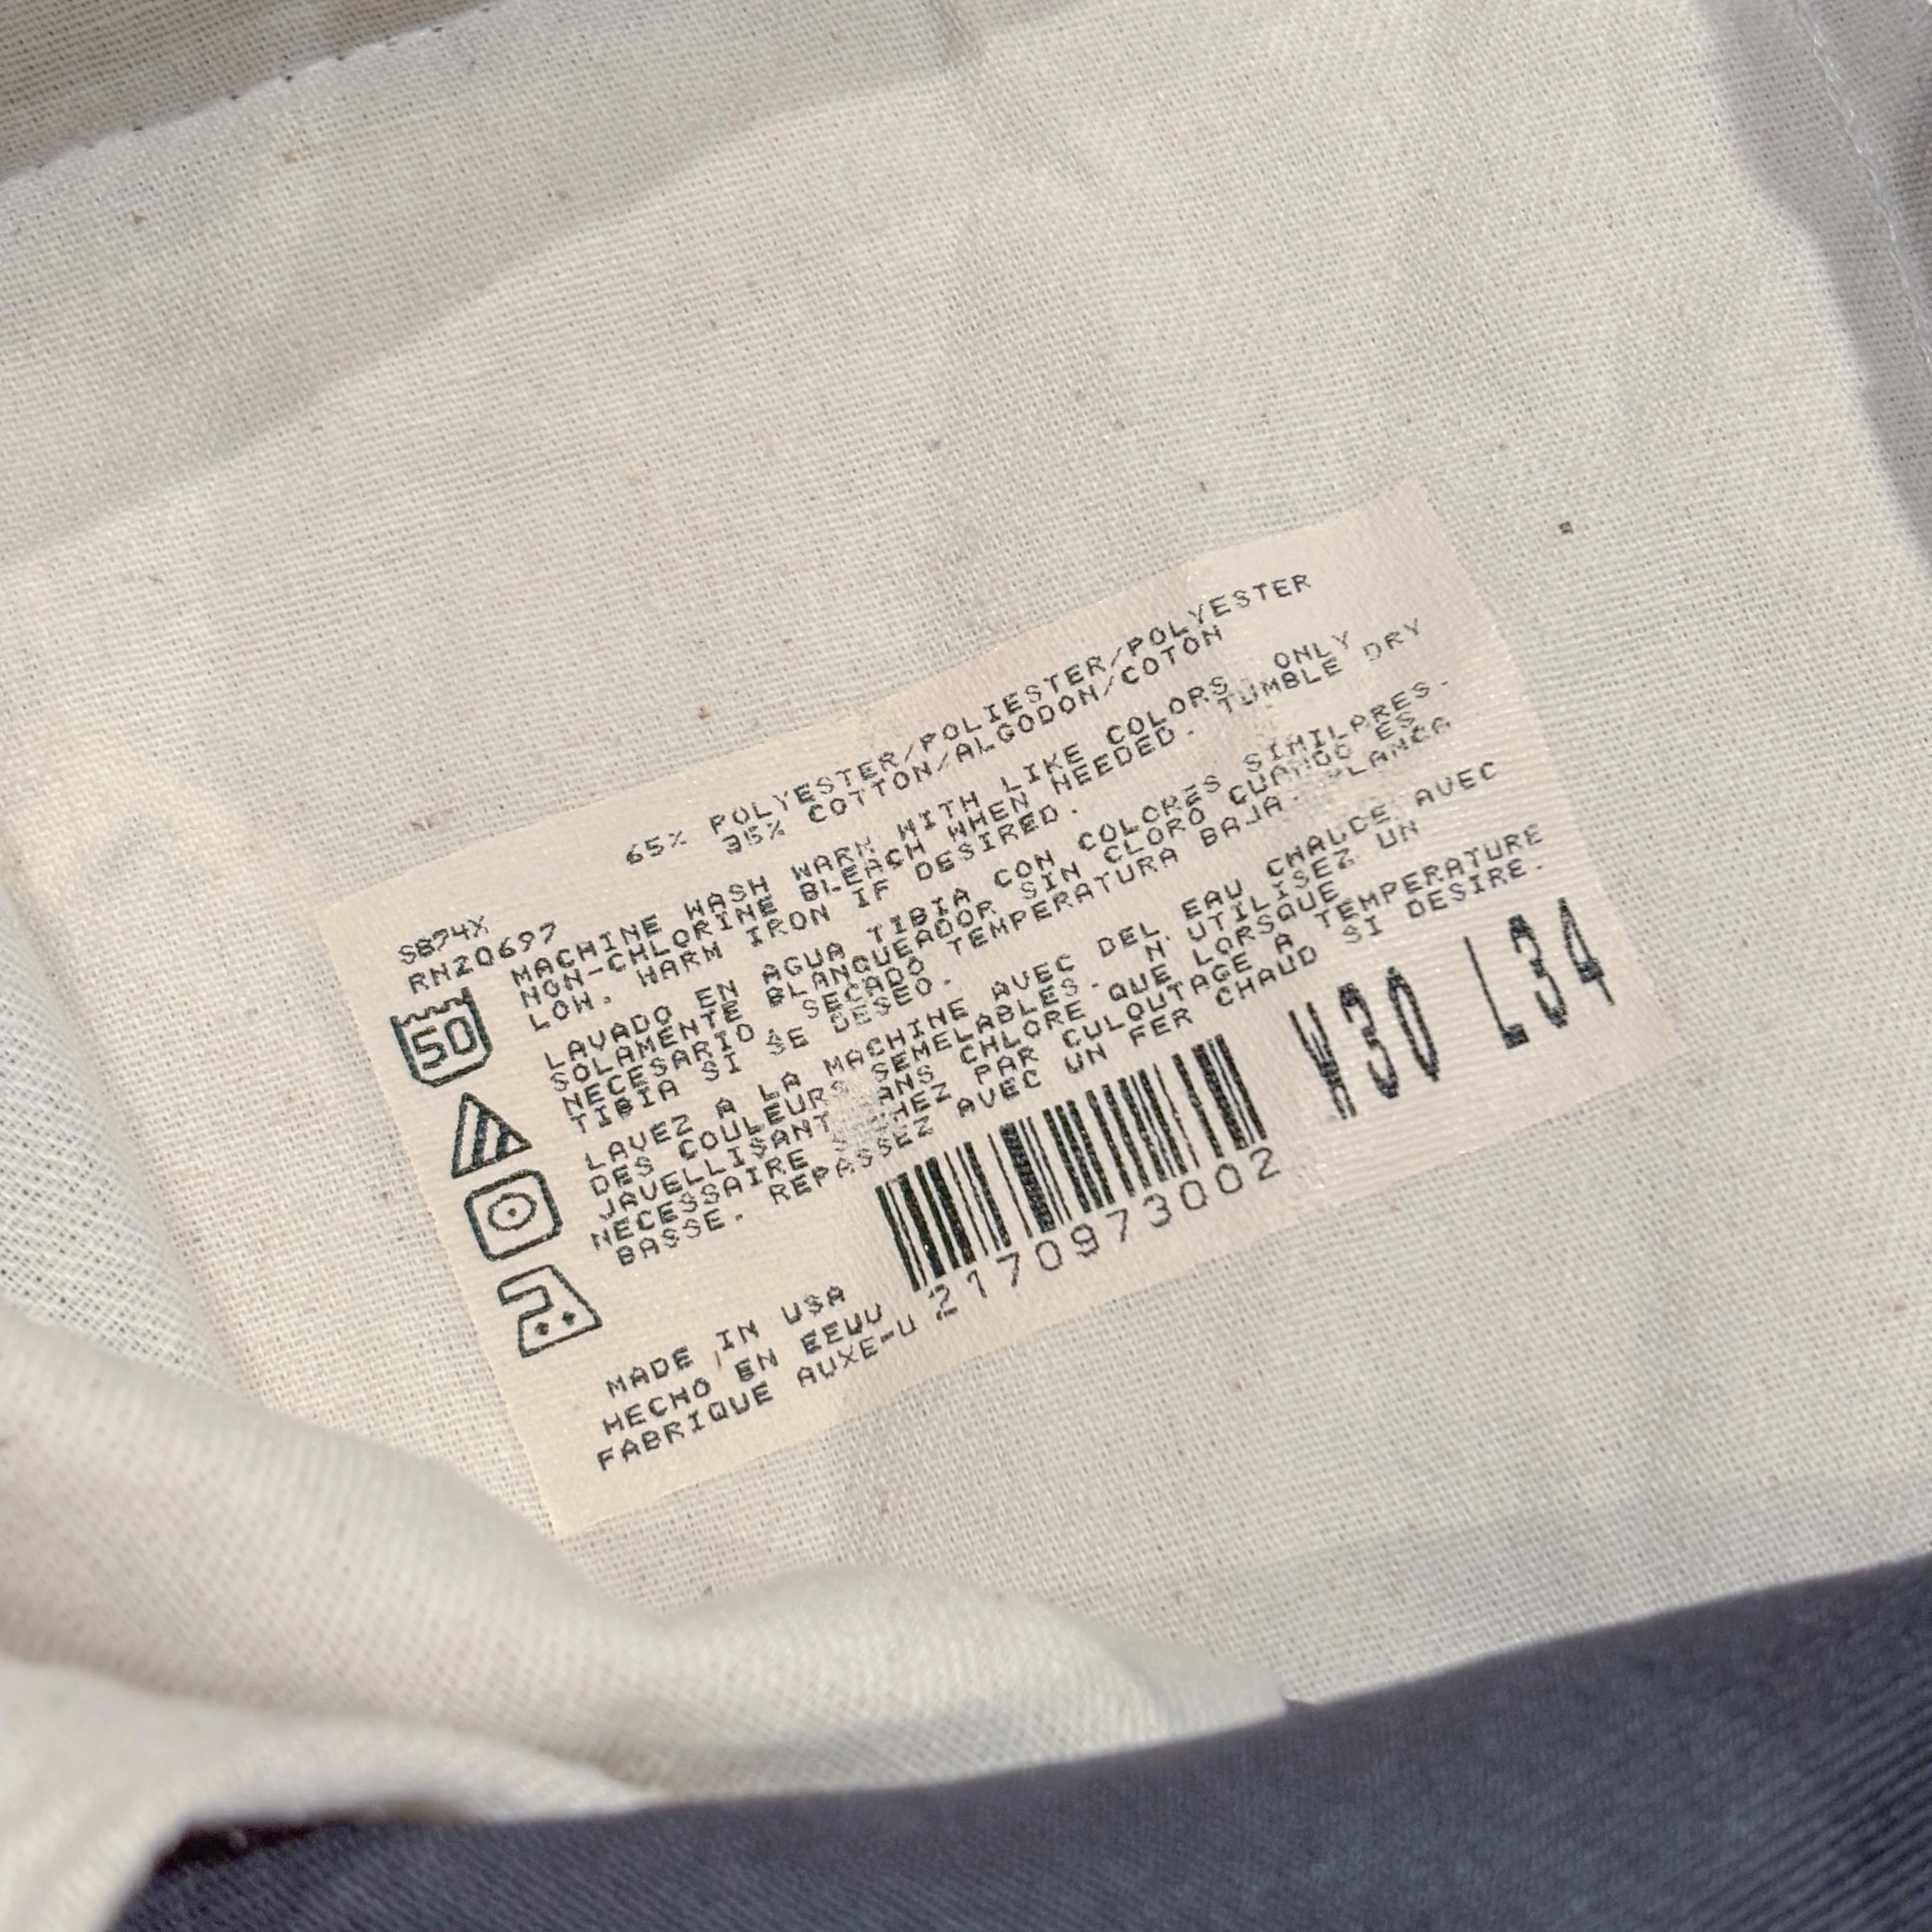 65% POLYESTER/POLIESTER/POLYESTER
35% COTTON/ALGODON/COTON
S874X
RN20697
MACHINE WASH WARM WITH LIKE COLORS. ONLY
NON-CHLORINE BLEACH WHEN NEEDED. TUMBLE DRY
LOW. WARM IRON IF DESIRED.
LAVADO EN AGUA TIBIA CON COLORES SIMILARES.
SOLAMENTE BLANQUEADOR SIN CLORO CUANDO ES
NECESARIO SECADO TEMPERATURA BAJA. PLANCA
TIBIA SI SE DESEO.
LAVEZ A LA MACHINE AVEC DEL EAU CHAUDE AVEC
DES COULEURS SEMELABLES. N UTILISEZ UN
JAVELLISANT SANS CHLORE QUE LORSQUE
NECESSAIRE PAR CULOUTAGE A TEMPERATURE
BASSE. REPASSEZ AVEC UN FER CHAUD SI DESIRE.
50
W30 L34
2170973002
MADE IN USA
HECHO EN EEUU
FABRIQUE AUXE-U